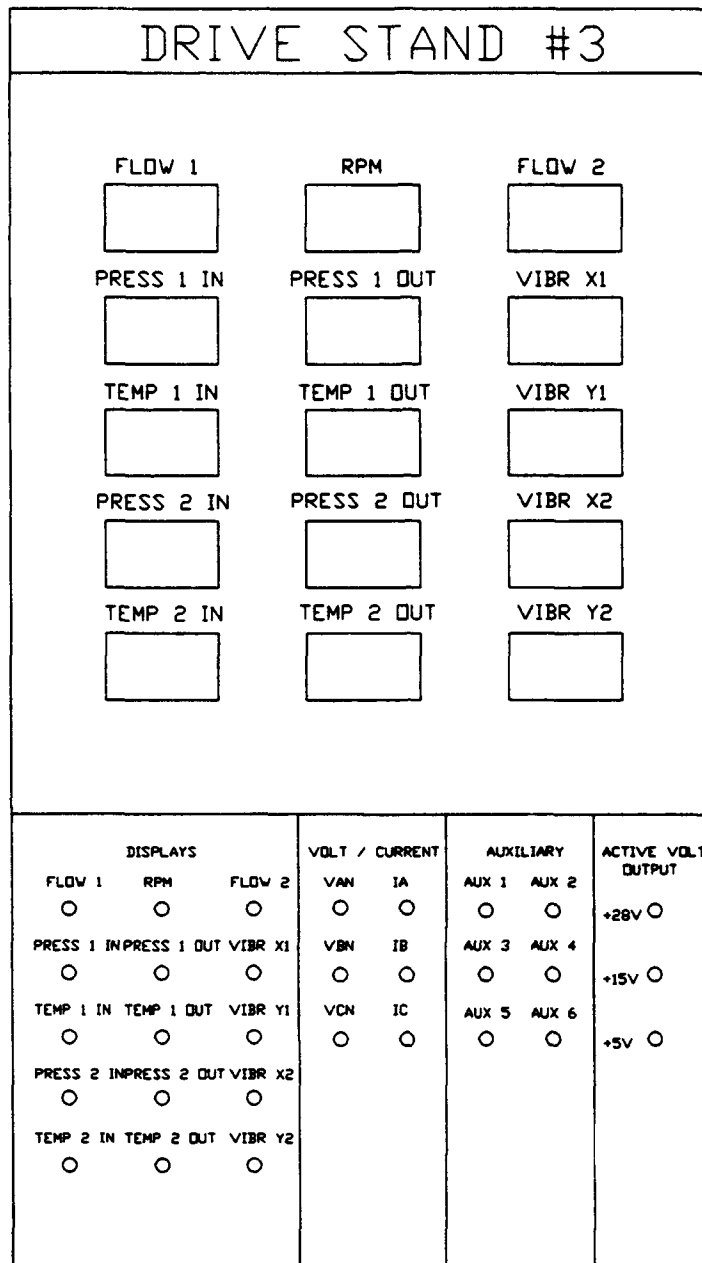 DRIVE STAND #3
FLOW 1 RPM FLOW 2
PRESS 1 IN PRESS 1 OUT VIBR X1
TEMP 1 IN TEMP 1 OUT VIBR Y1
PRESS 2 IN PRESS 2 OUT VIBR X2
TEMP 2 IN TEMP 2 OUT VIBR Y2
DISPLAYS
FLOW 1 RPM FLOW 2
PRESS 1 IN PRESS 1 OUT VIBR X1
TEMP 1 IN TEMP 1 OUT VIBR Y1
PRESS 2 IN PRESS 2 OUT VIBR X2
TEMP 2 IN TEMP 2 OUT VIBR Y2
VOLT / CURRENT
VAN IA
VBN IB
VCN IC
AUXILIARY
AUX 1 AUX 2
AUX 3 AUX 4
AUX 5 AUX 6
ACTIVE VOLT
OUTPUT
+28V
+15V
+5V